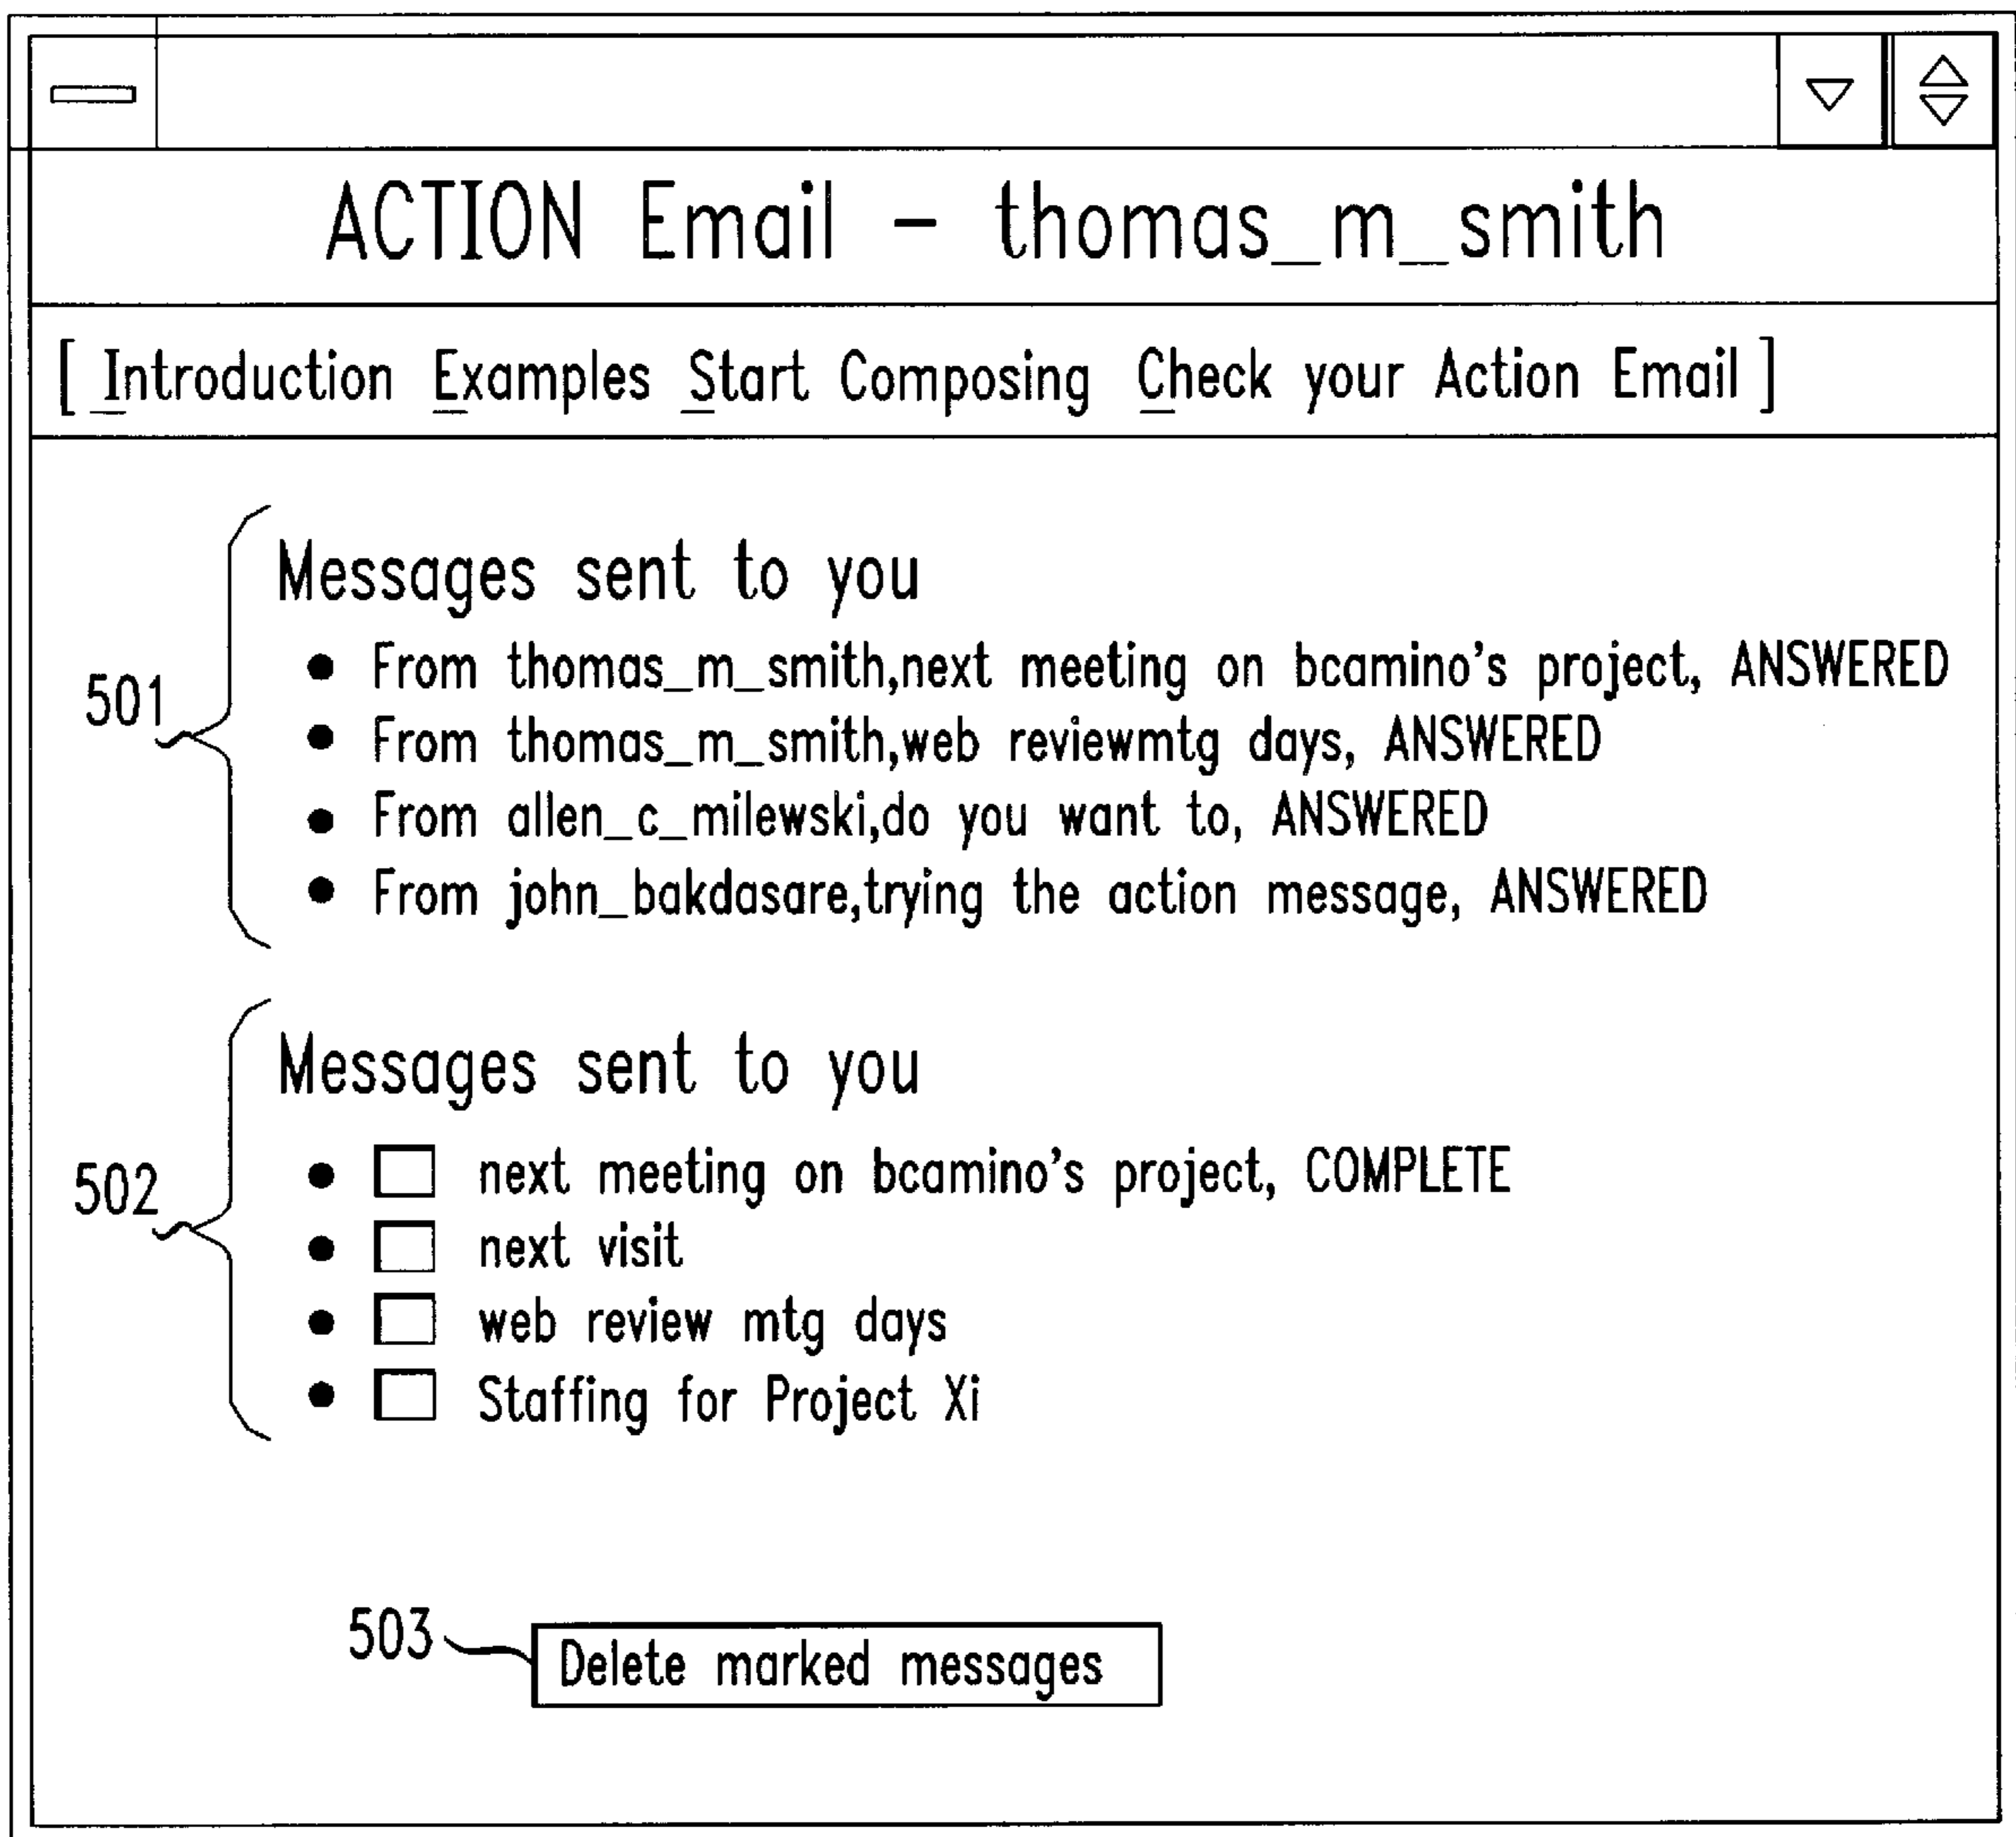 ACTION Email - thomas_m_smith
[ Introduction Examples Start Composing Check your Action Email ]
501
Messages sent to you
• From thomas_m_smith,next meeting on bcamino's project, ANSWERED
• From thomas_m_smith,web reviewmtg days, ANSWERED
• From allen_c_milewski,do you want to, ANSWERED
• From john_bakdasare,trying the action message, ANSWERED
502
Messages sent to you
• next meeting on bcamino's project, COMPLETE
• next visit
• web review mtg days
• Staffing for Project Xi
503
Delete marked messages